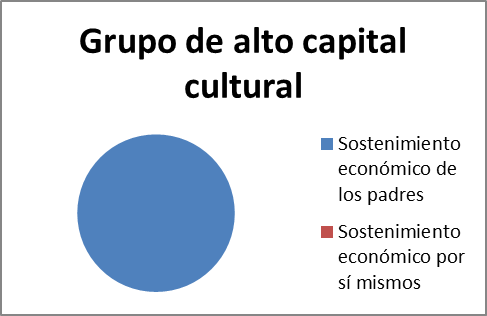 Grupo de alto capital
cultural
Sostenimiento
económico de
los padres
Sostenimiento
económico por
sí mismos